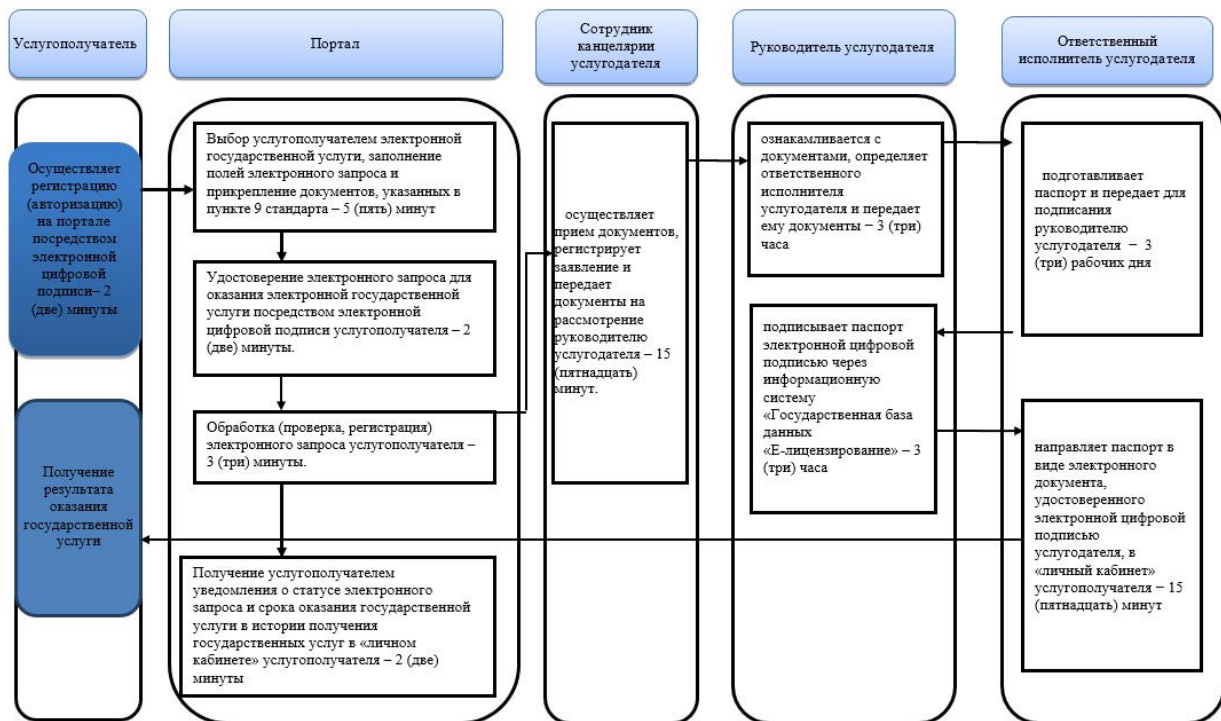 Услугополучатель
Портал
Сотрудник
канцелярии
услугодателя
Руководитель услугодателя
Ответственный
исполнитель услугодателя
Осуществляет
регистрацию
(авторизацию)
на портале
посредством
электронной
цифровой
подписи– 2
(две) минуты
Получение
результата
оказания
государственной
услуги
Выбор услугополучателем электронной
государственной услуги, заполнение
полей электронного запроса и
прикрепление документов, указанных в
пункте 9 стандарта – 5 (пять) минут
Удостоверение электронного запроса для
оказания электронной государственной
услуги посредством электронной
цифровой подписи услугополучателя – 2
(две) минуты.
Обработка (проверка, регистрация)
электронного запроса услугополучателя –
3 (три) минуты.
Получение услугополучателем
уведомления о статусе электронного
запроса и срока оказания государственной
услуги в истории получения
государственных услуг в «личном
кабинете» услугополучателя – 2 (две)
минуты
осуществляет
прием документов,
регистрирует
заявление и
передает
документы на
рассмотрение
руководителю
услугодателя – 15
(пятнадцать)
минут.
ознакамливается с
документами, определяет
ответственного
исполнителя
услугодателя и передает
ему документы – 3 (три)
часа
подписывает паспорт
электронной цифровой
подписью через
информационную
систему
«Государственная база
данных
«Е-лицензирование» – 3
(три) часа
подготавливает
паспорт и передает для
подписания
руководителю
услугодателя – 3
(три) рабочих дня
направляет паспорт в
виде электронного
документа,
удостоверенного
электронной цифровой
подписью
услугодателя, в
«личный кабинет»
услугополучателя – 15
(пятнадцать) минут